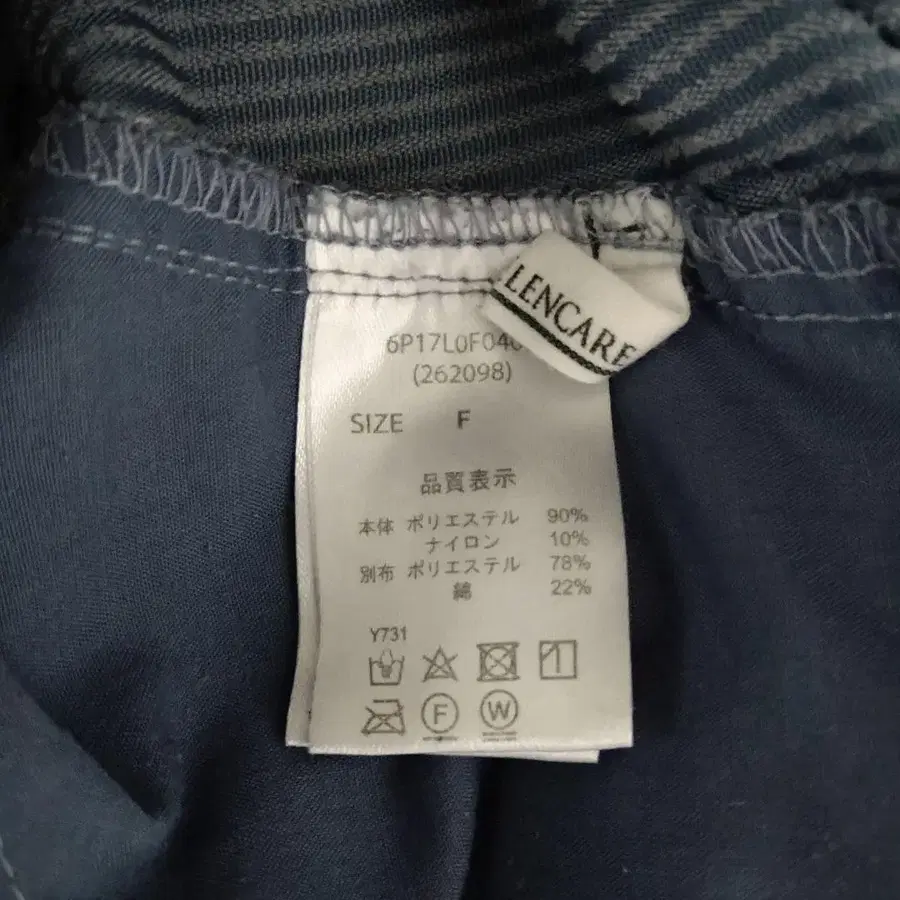 LENCARE
6P17L0F040
(262098)
SIZE F
品質表示
本体 ポリエステル 90%
ナイロン 10%
別布 ポリエステル 78%
綿 22%
Y731
F W